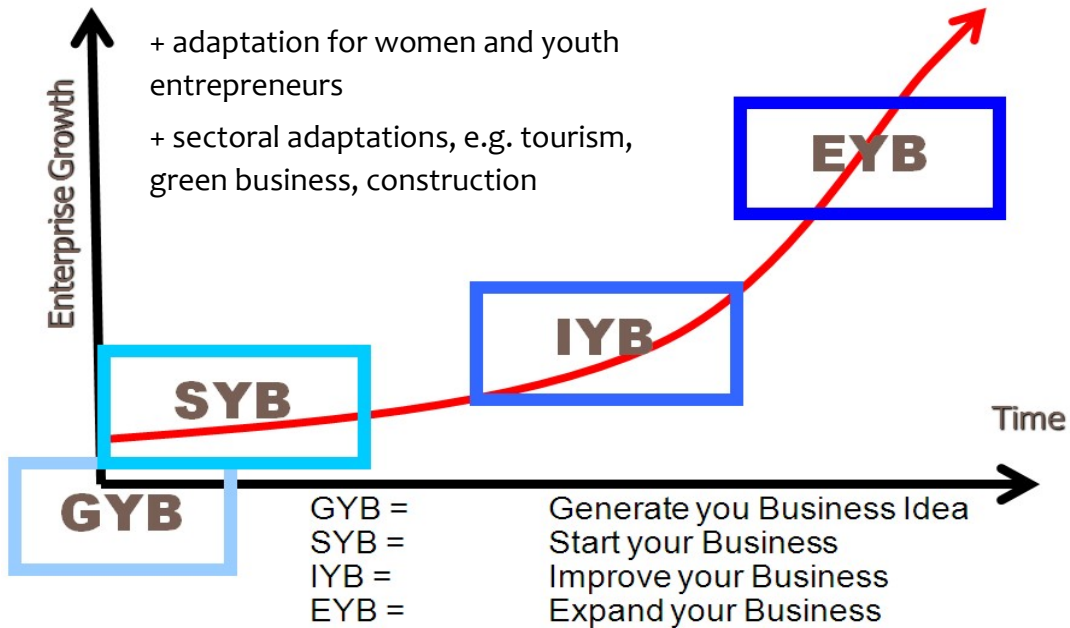 + adaptation for women and youth
entrepreneurs
+ sectoral adaptations, e.g. tourism,
green business, construction
Enterprise Growth
EYB
IYB
SYB
Time
GYB
GYB = Generate you Business Idea
SYB = Start your Business
IYB = Improve your Business
EYB = Expand your Business